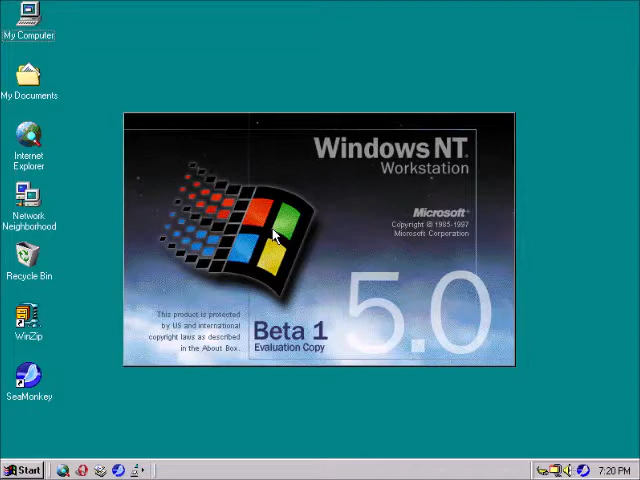 My Computer
My Documents
Internet
Explorer
Network
Neighborhood
Recycle Bin
WinZip
SeaMonkey
Windows NT
Workstation
Microsoft
Copyright © 1985-1997
Microsoft Corporation
This product is protected
by US and international
copyright laws as described
in the About Box.
Beta 1
Evaluation Copy
5.0
Start
7:20 PM